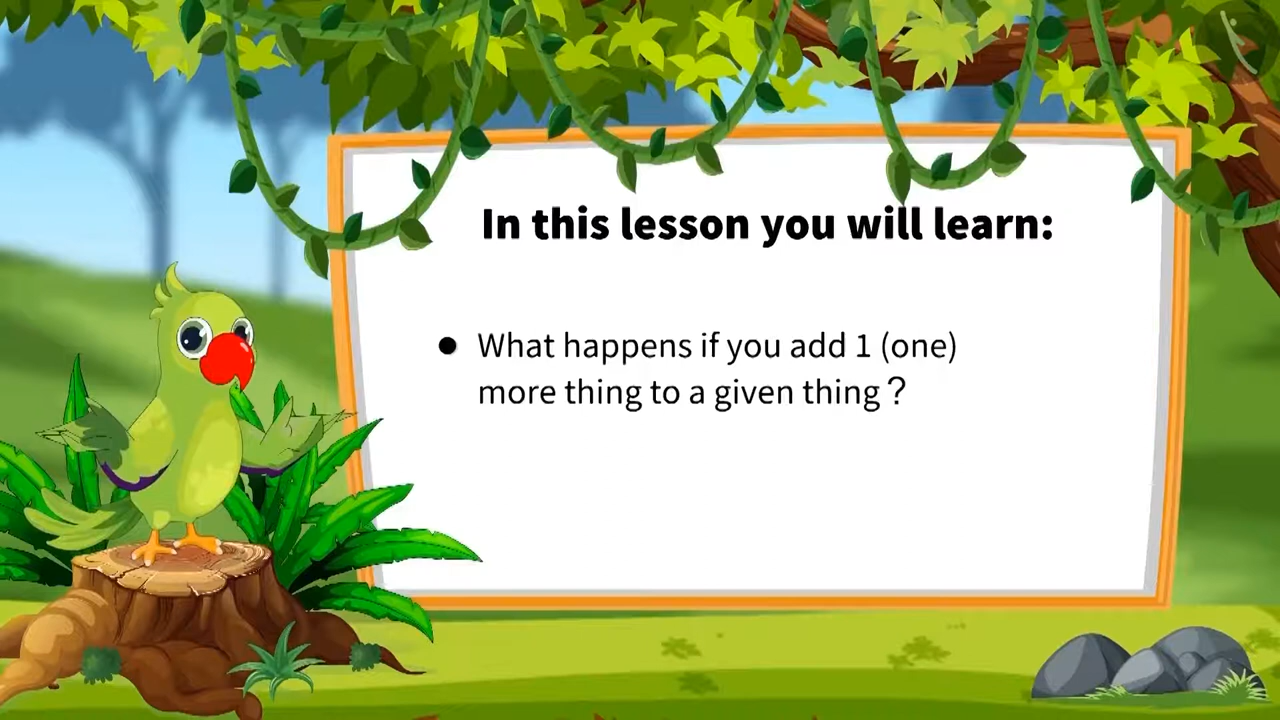 In this lesson you will learn:
● What happens if you add 1 (one)
more thing to a given thing ?